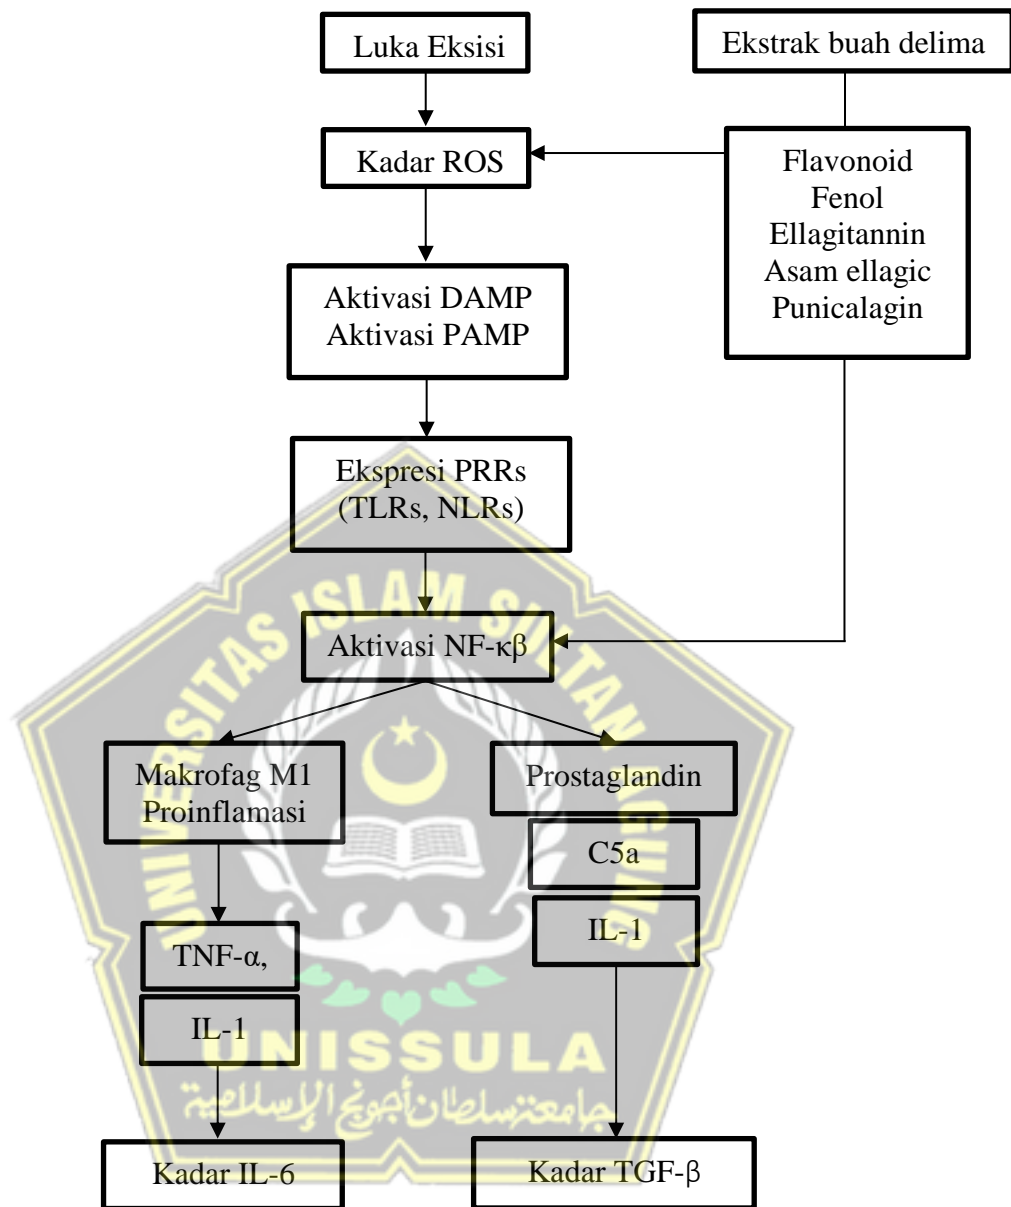 Luka Eksisi
Ekstrak buah delima
Kadar ROS
Flavonoid
Fenol
Ellagitannin
Asam ellagic
Punicalagin
Aktivasi DAMP
Aktivasi PAMP
Ekspresi PRRs
(TLRs, NLRs)
Aktivasi NF-κβ
Makrofag M1
Proinflamasi
Prostaglandin
C5a
IL-1
TNF-α,
IL-1
Kadar IL-6
Kadar TGF-β
UNIVERSITAS ISLAM SULTAN AGUNG
UNISSULA
جامعتسلطان أجونج الإسلامية